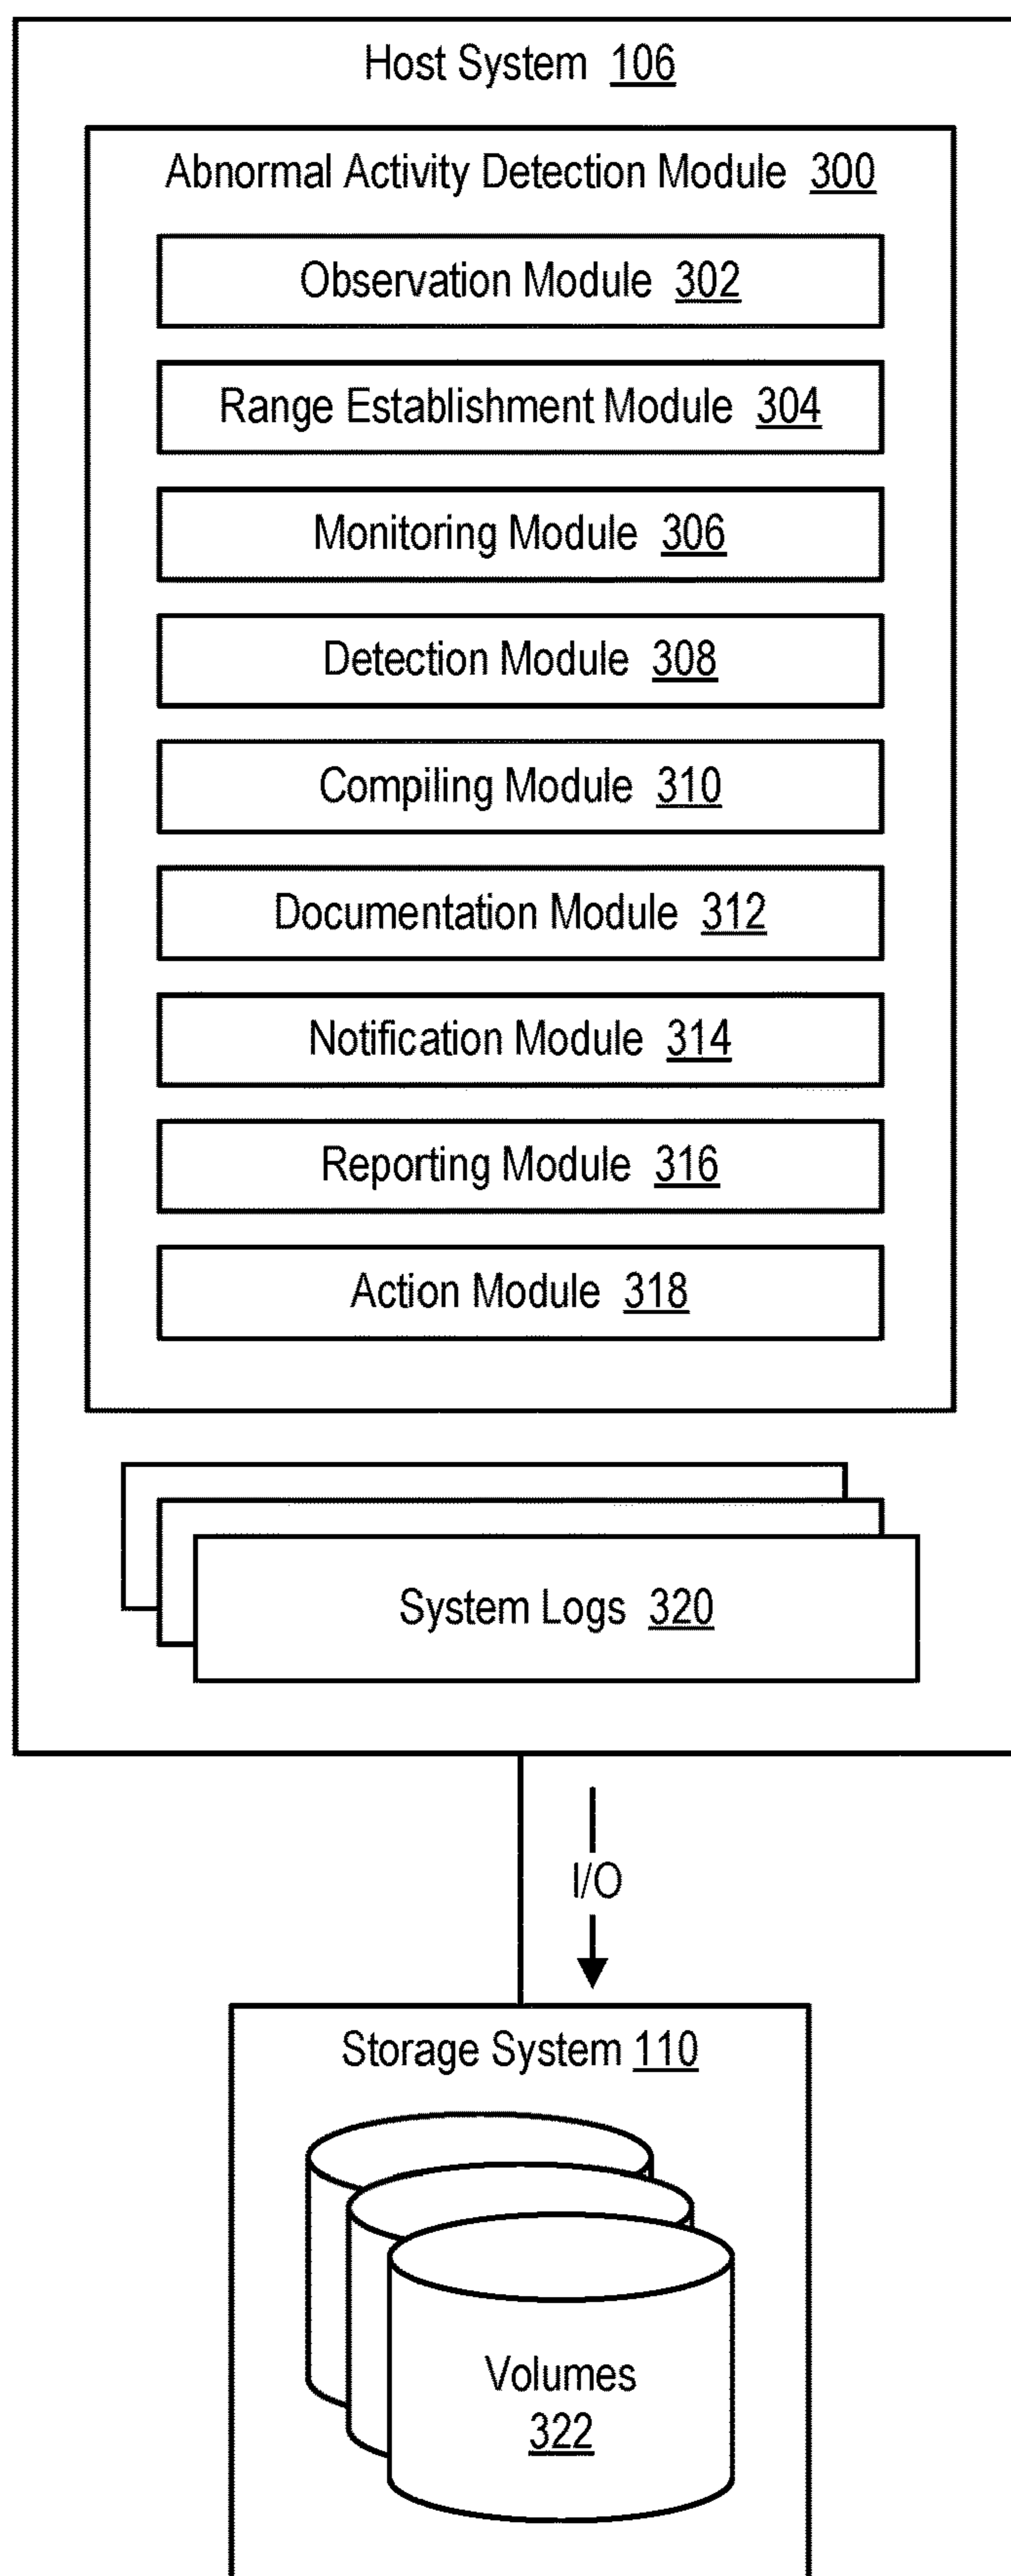 Host System 106
Abnormal Activity Detection Module 300
Observation Module 302
Range Establishment Module 304
Monitoring Module 306
Detection Module 308
Compiling Module 310
Documentation Module 312
Notification Module 314
Reporting Module 316
Action Module 318
System Logs 320
I/O
Storage System 110
Volumes
322